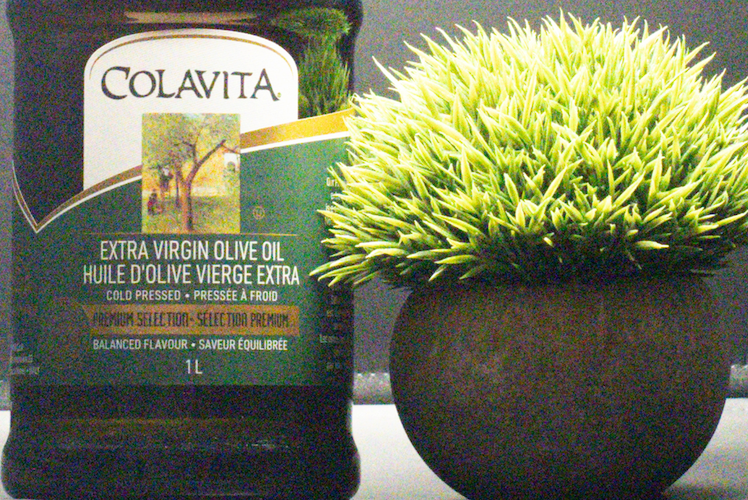 COLAVITA
EXTRA VIRGIN OLIVE OIL
HUILE D'OLIVE VIERGE EXTRA
COLD PRESSED • PRESSÉE À FROID
PREMIUM SELECTION • SÉLECTION PREMIUM
BALANCED FLAVOUR • SAVEUR ÉQUILIBRÉE
1 L